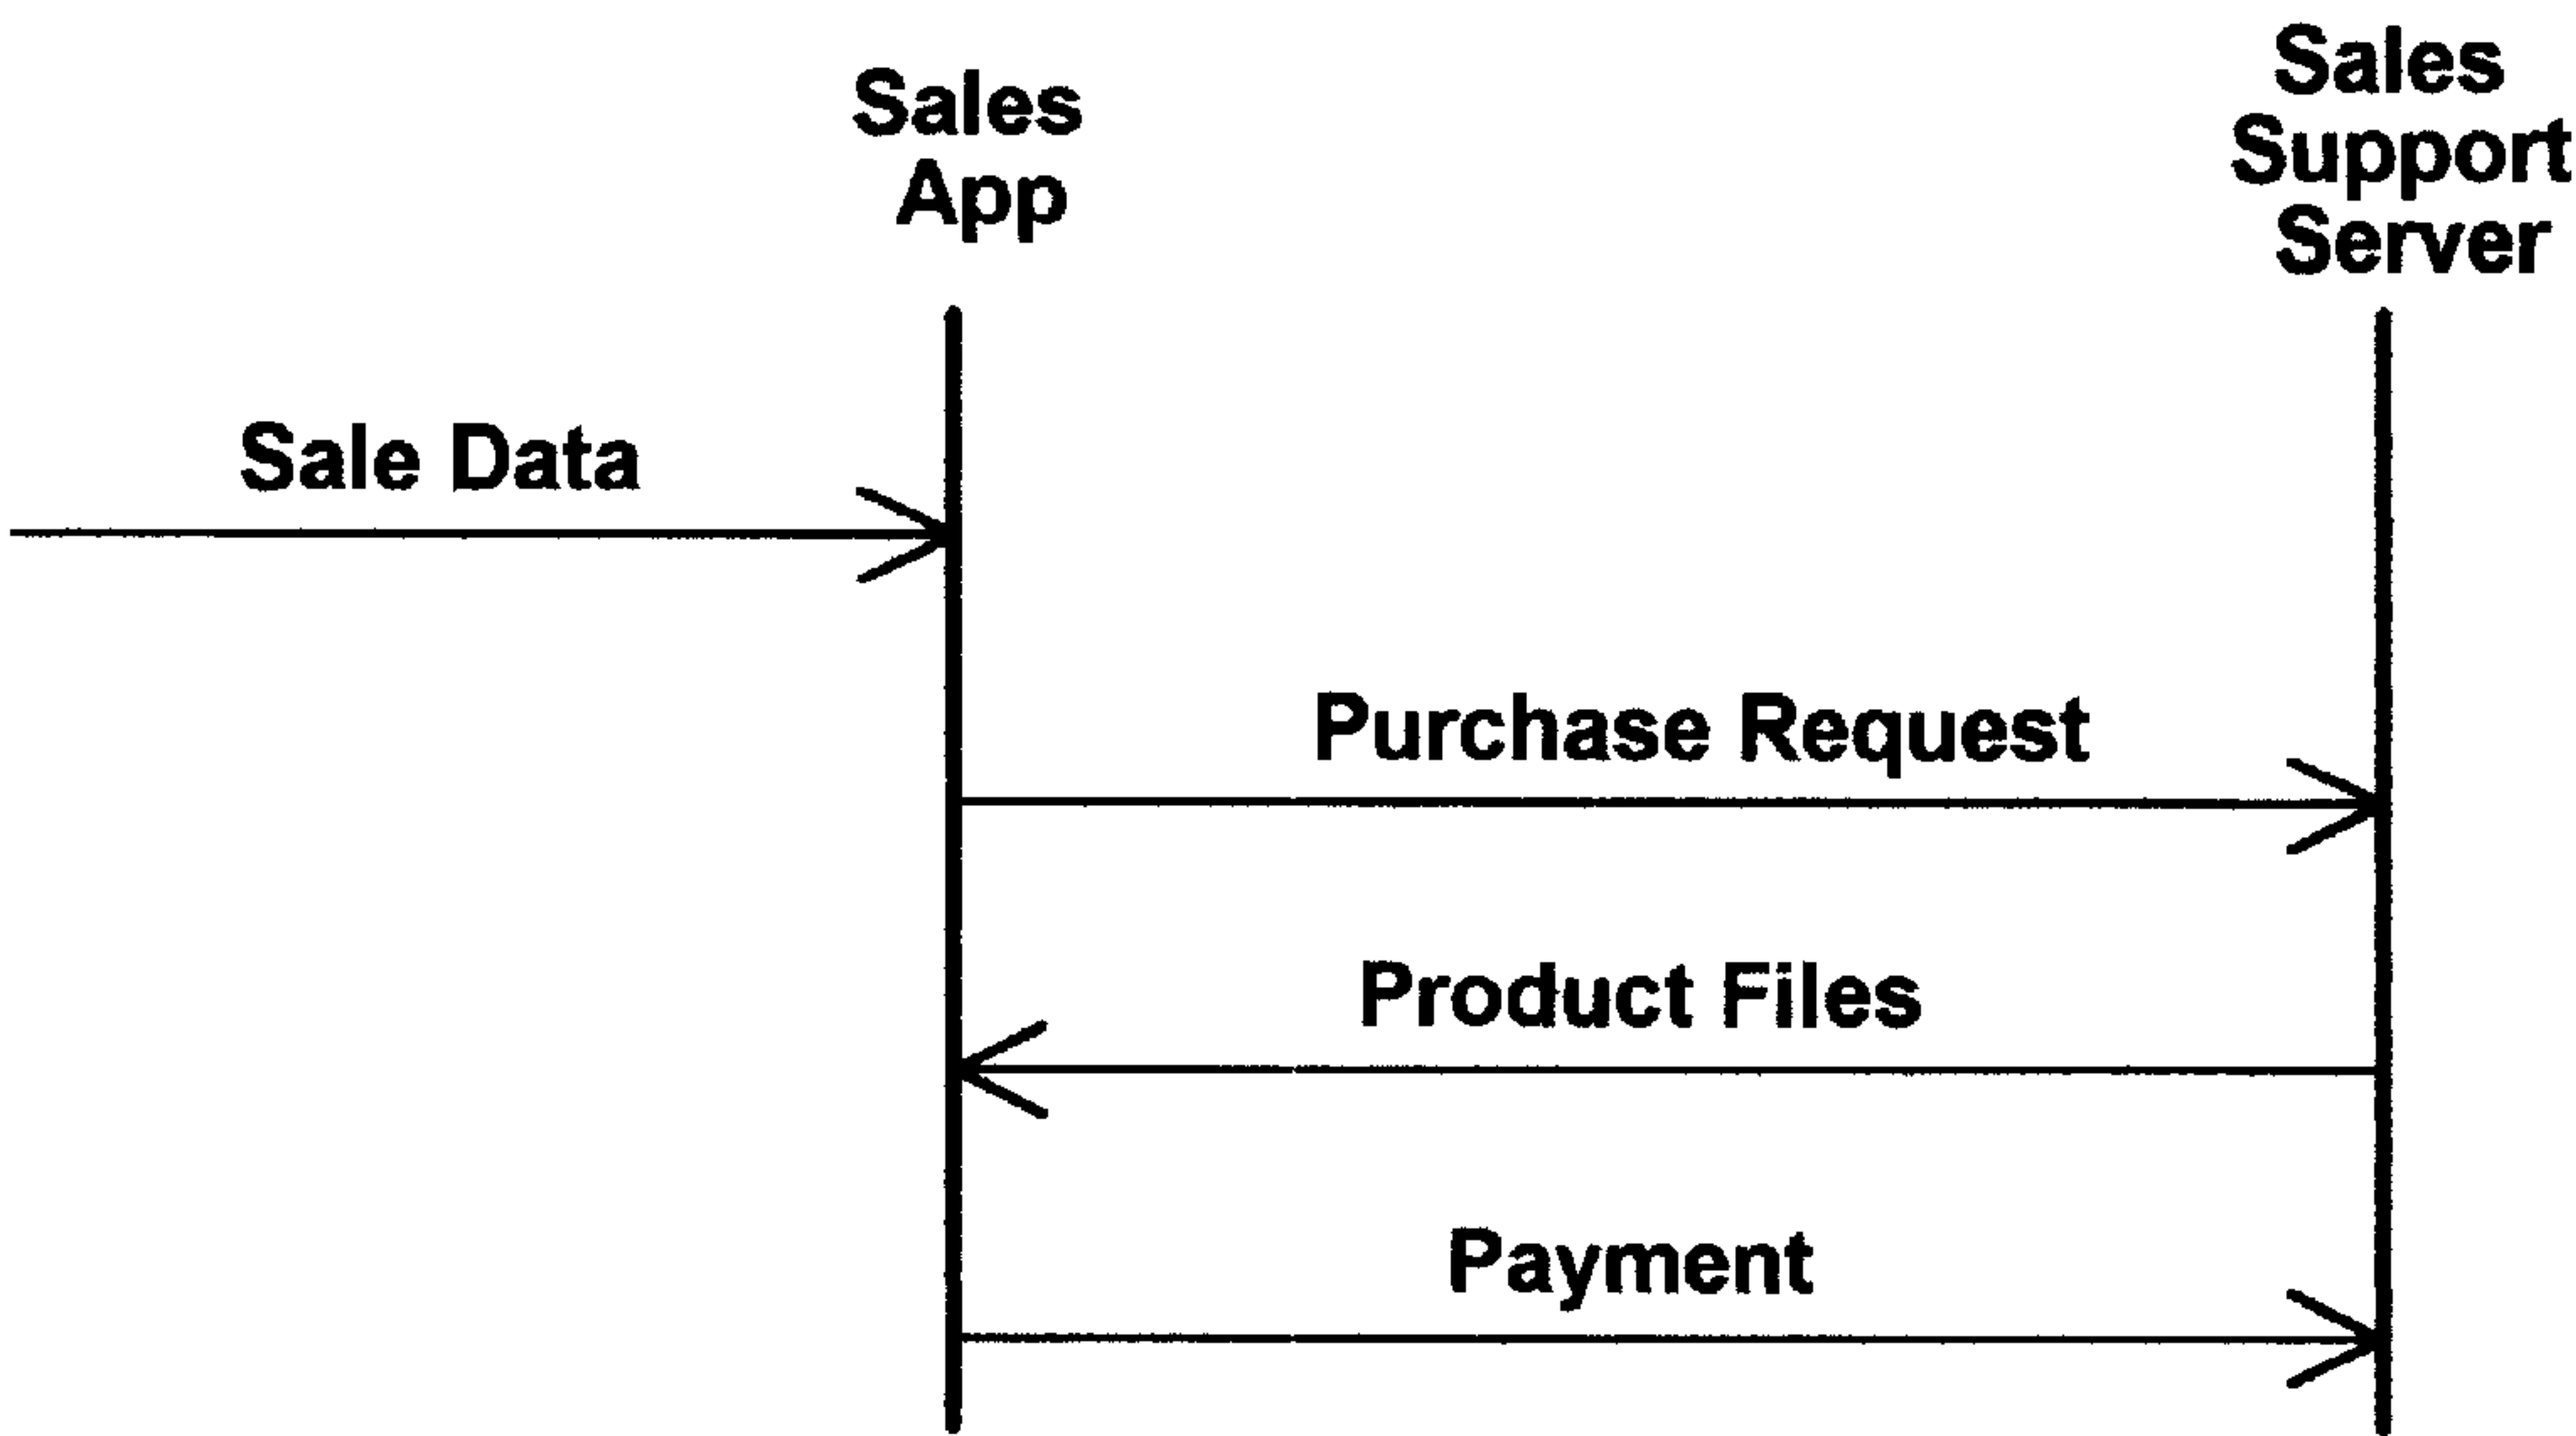 Sales
App
Sales
Support
Server
Sale Data
Purchase Request
Product Files
Payment